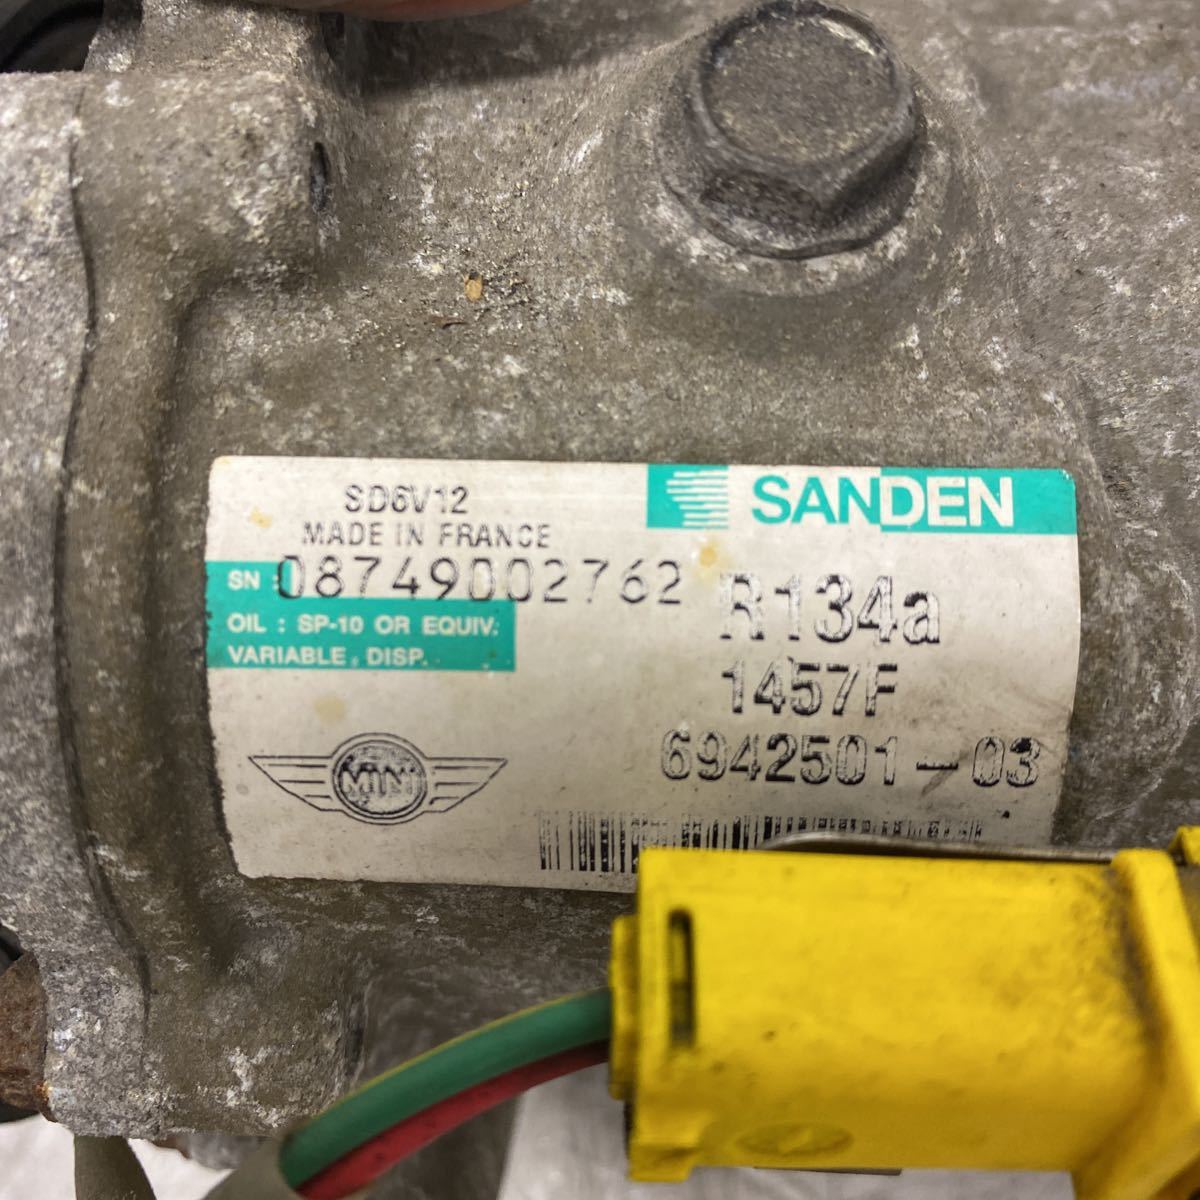 SD6V12
MADE IN FRANCE
SANDEN
SN : 08749002762
OIL : SP-10 OR EQUIV.
VARIABLE, DISP.
R134a
1457F
6942501-03
MINI